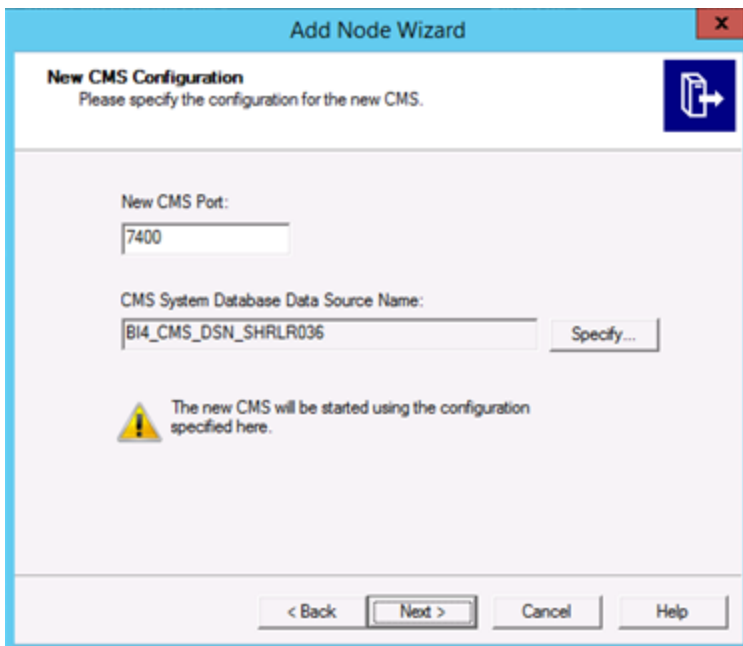 Add Node Wizard
x
New CMS Configuration
Please specify the configuration for the new CMS.
New CMS Port:
7400
CMS System Database Data Source Name:
BI4_CMS_DSN_SHRLR036
Specify...
The new CMS will be started using the configuration
specified here.
< Back
Next >
Cancel
Help